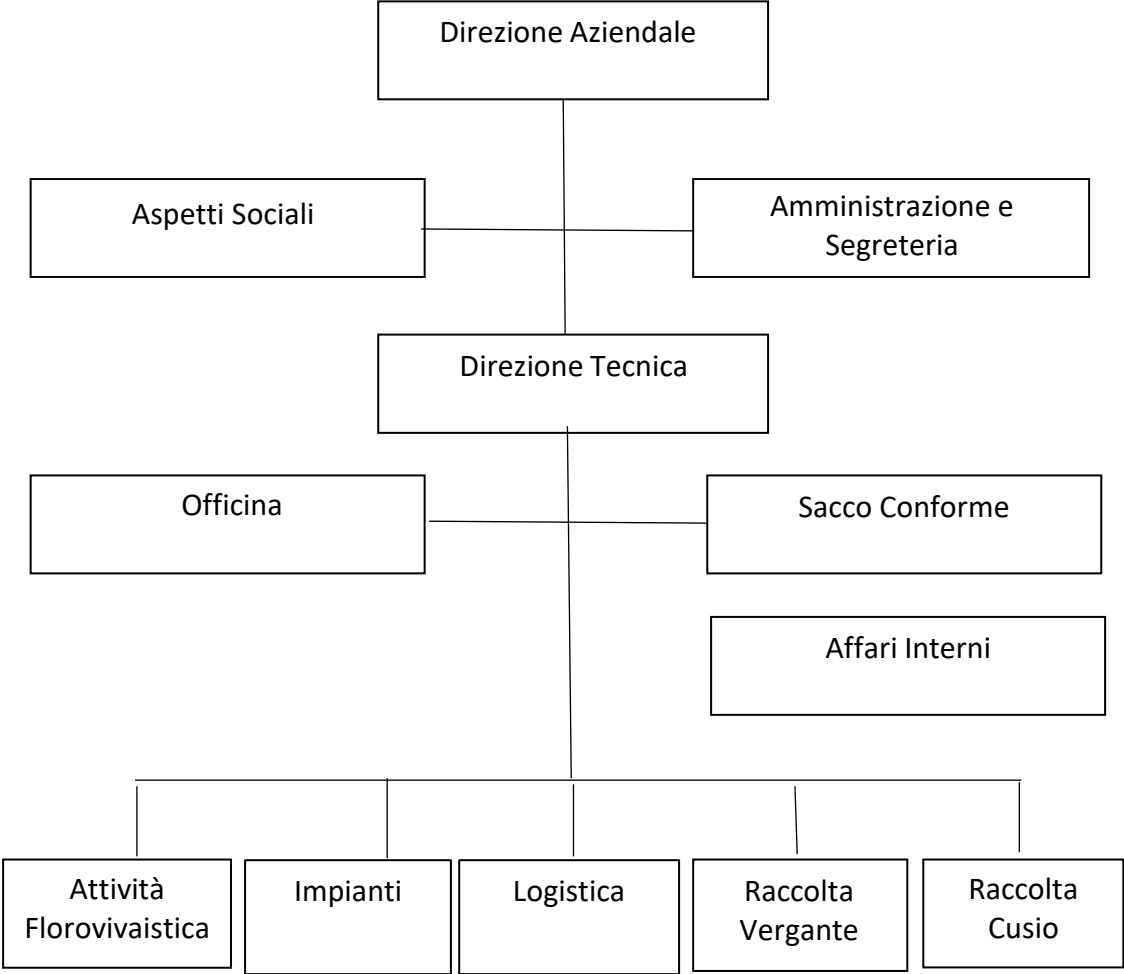 Direzione Aziendale
Aspetti Sociali
Amministrazione e
Segreteria
Direzione Tecnica
Officina
Sacco Conforme
Affari Interni
Attività
Florovivaistica
Impianti
Logistica
Raccolta
Vergante
Raccolta
Cusio